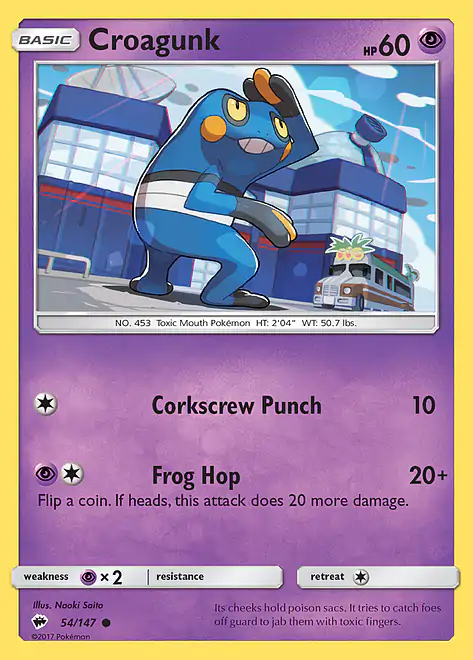 BASIC Croagunk HP60
NO. 453 Toxic Mouth Pokémon HT: 2'04" WT: 50.7 lbs.
Corkscrew Punch 10
Frog Hop 20+
Flip a coin. If heads, this attack does 20 more damage.
weakness ×2 resistance retreat
Illus. Naoki Saito
54/147
©2017 Pokémon
Its cheeks hold poison sacs. It tries to catch foes
off guard to jab them with toxic fingers.